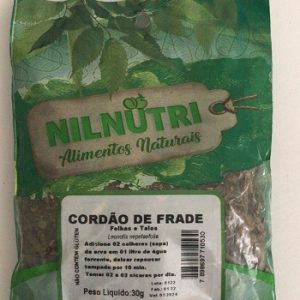 NILNUTRI
Alimentos Naturais
CORDÃO DE FRADE
Folhas e Talos
Leonotis nepetaefolia
Adicione 02 colheres (sopa)
da erva em 01 litro de água
fervente, deixar repousar
tampado por 10 min.
Tomar 02 a 03 xícaras por dia.
Peso Líquido:30g
NÃO CONTÉM GLÚTEN